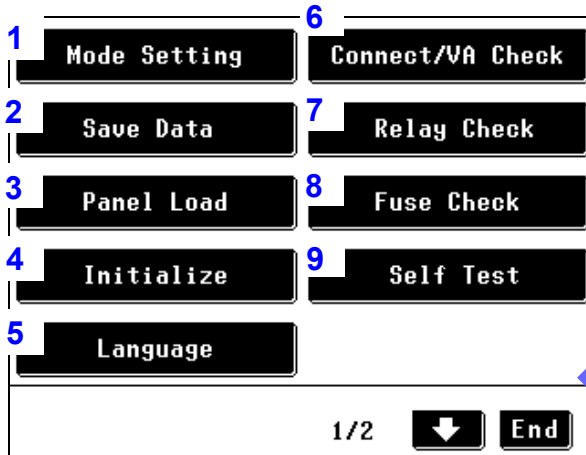 1 Mode Setting
2 Save Data
3 Panel Load
4 Initialize
5 Language
6 Connect/VA Check
7 Relay Check
8 Fuse Check
9 Self Test
1/2 End